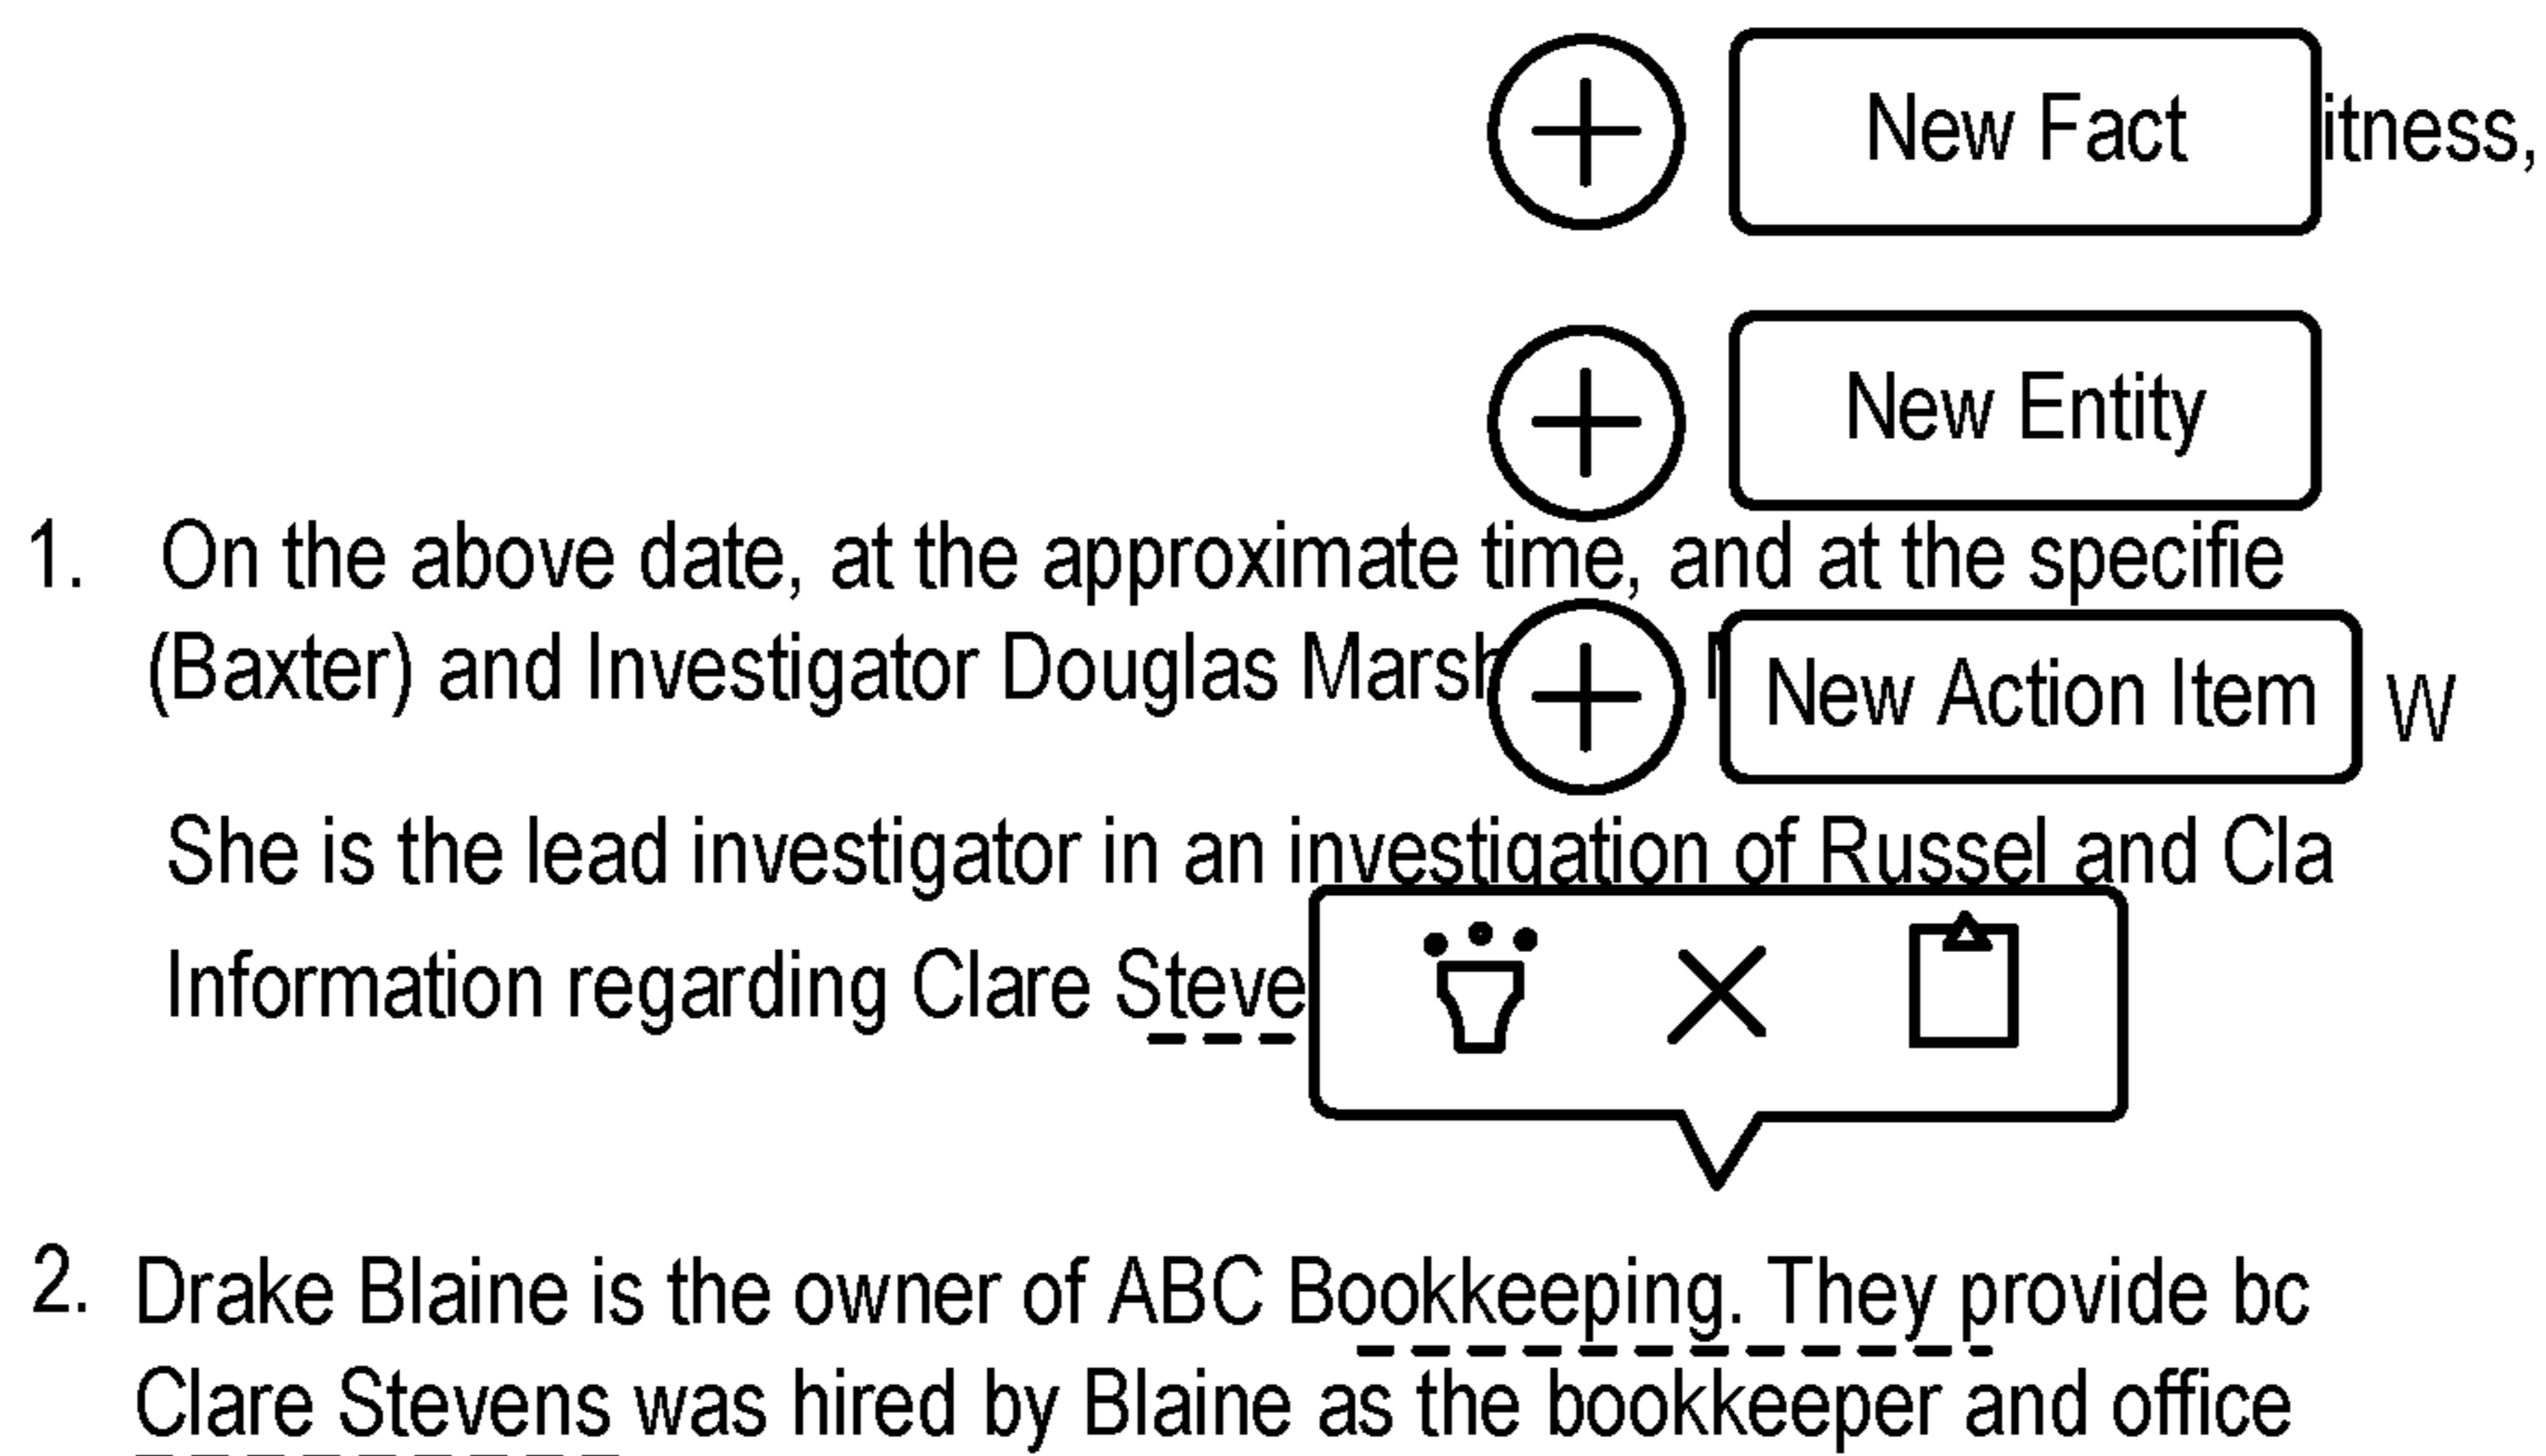 New Fact itness,
New Entity
1. On the above date, at the approximate time, and at the specifie
(Baxter) and Investigator Douglas Marsh
New Action Item W
She is the lead investigator in an investigation of Russel and Cla
Information regarding Clare Steve
2. Drake Blaine is the owner of ABC Bookkeeping. They provide bc
Clare Stevens was hired by Blaine as the bookkeeper and office